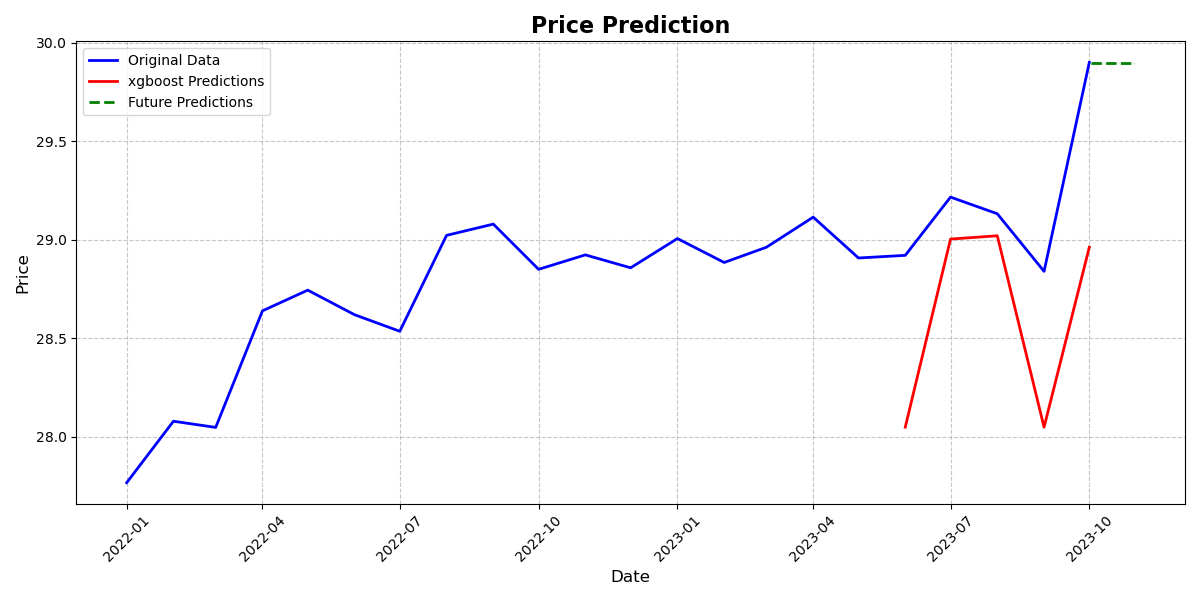 Price Prediction
Original Data
xgboost Predictions
Future Predictions
30.0
29.5
29.0
28.5
28.0
Price
2022-01
2022-04
2022-07
2022-10
2023-01
2023-04
2023-07
2023-10
Date